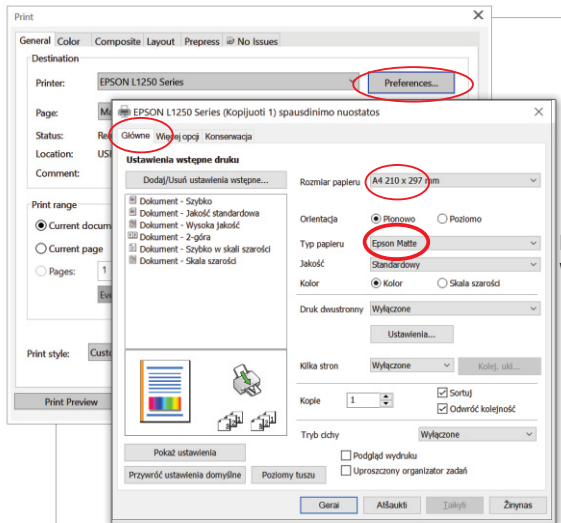 Print
General Color Composite Layout Prepress No Issues
Destination
Printer: EPSON L1250 Series Preferences...
Page:
Status:
Location:
Comment:
Print range
Current
Current page
Pages: 1
Print style:
Print Preview
EPSON L1250 Series (Kopijuoti 1) spausdinimo nuostatos
Główne Więcej opcji Konserwacja
Ustawienia wstępne druku
Dodaj/Usuń ustawienia wstępne...
Dokument - Szybko
Dokument - Jakość standardowa
Dokument - Wysoka jakość
Dokument - 2-góra
Dokument - Szybko w skali szarości
Dokument - Skala szarości
Pokaż ustawienia
Przywróć ustawienia domyślne Poziomy tuszu
Rozmiar papieru A4 210 x 297 mm
Orientacja Pionowo Poziomo
Typ papieru Epson Matte
Jakość Standardowy
Kolor Kolor Skala szarości
Druk dwustronny Wyłączone
Ustawienia...
Kilka stron Wyłączone Kolej. ukł...
Kopie 1 Sortuj
Odwróć kolejność
Tryb cichy Wyłączone
Podgląd wydruku
Uproszczony organizator zadań
Gerai Atšaukti Taikyti Žinynas